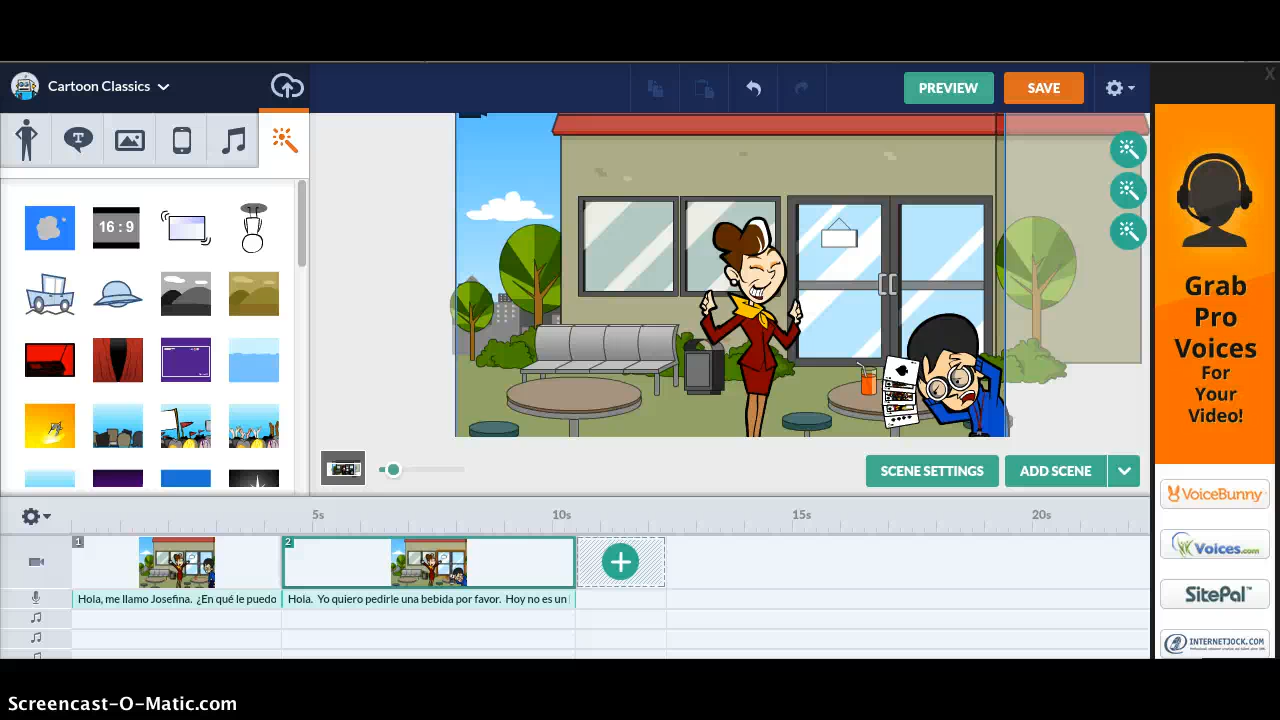 X
Cartoon Classics
PREVIEW
SAVE
T
16 : 9
Grab
Pro
Voices
For
Your
Video!
SCENE SETTINGS
ADD SCENE
VoiceBunny
Voices.com
SitePal
INTERNETJOCK.COM
5s
10s
15s
20s
1
2
Hola, me llamo Josefina. ¿En qué le puedo
Hola. Yo quiero pedirle una bebida por favor. Hoy no es un
Screencast-O-Matic.com